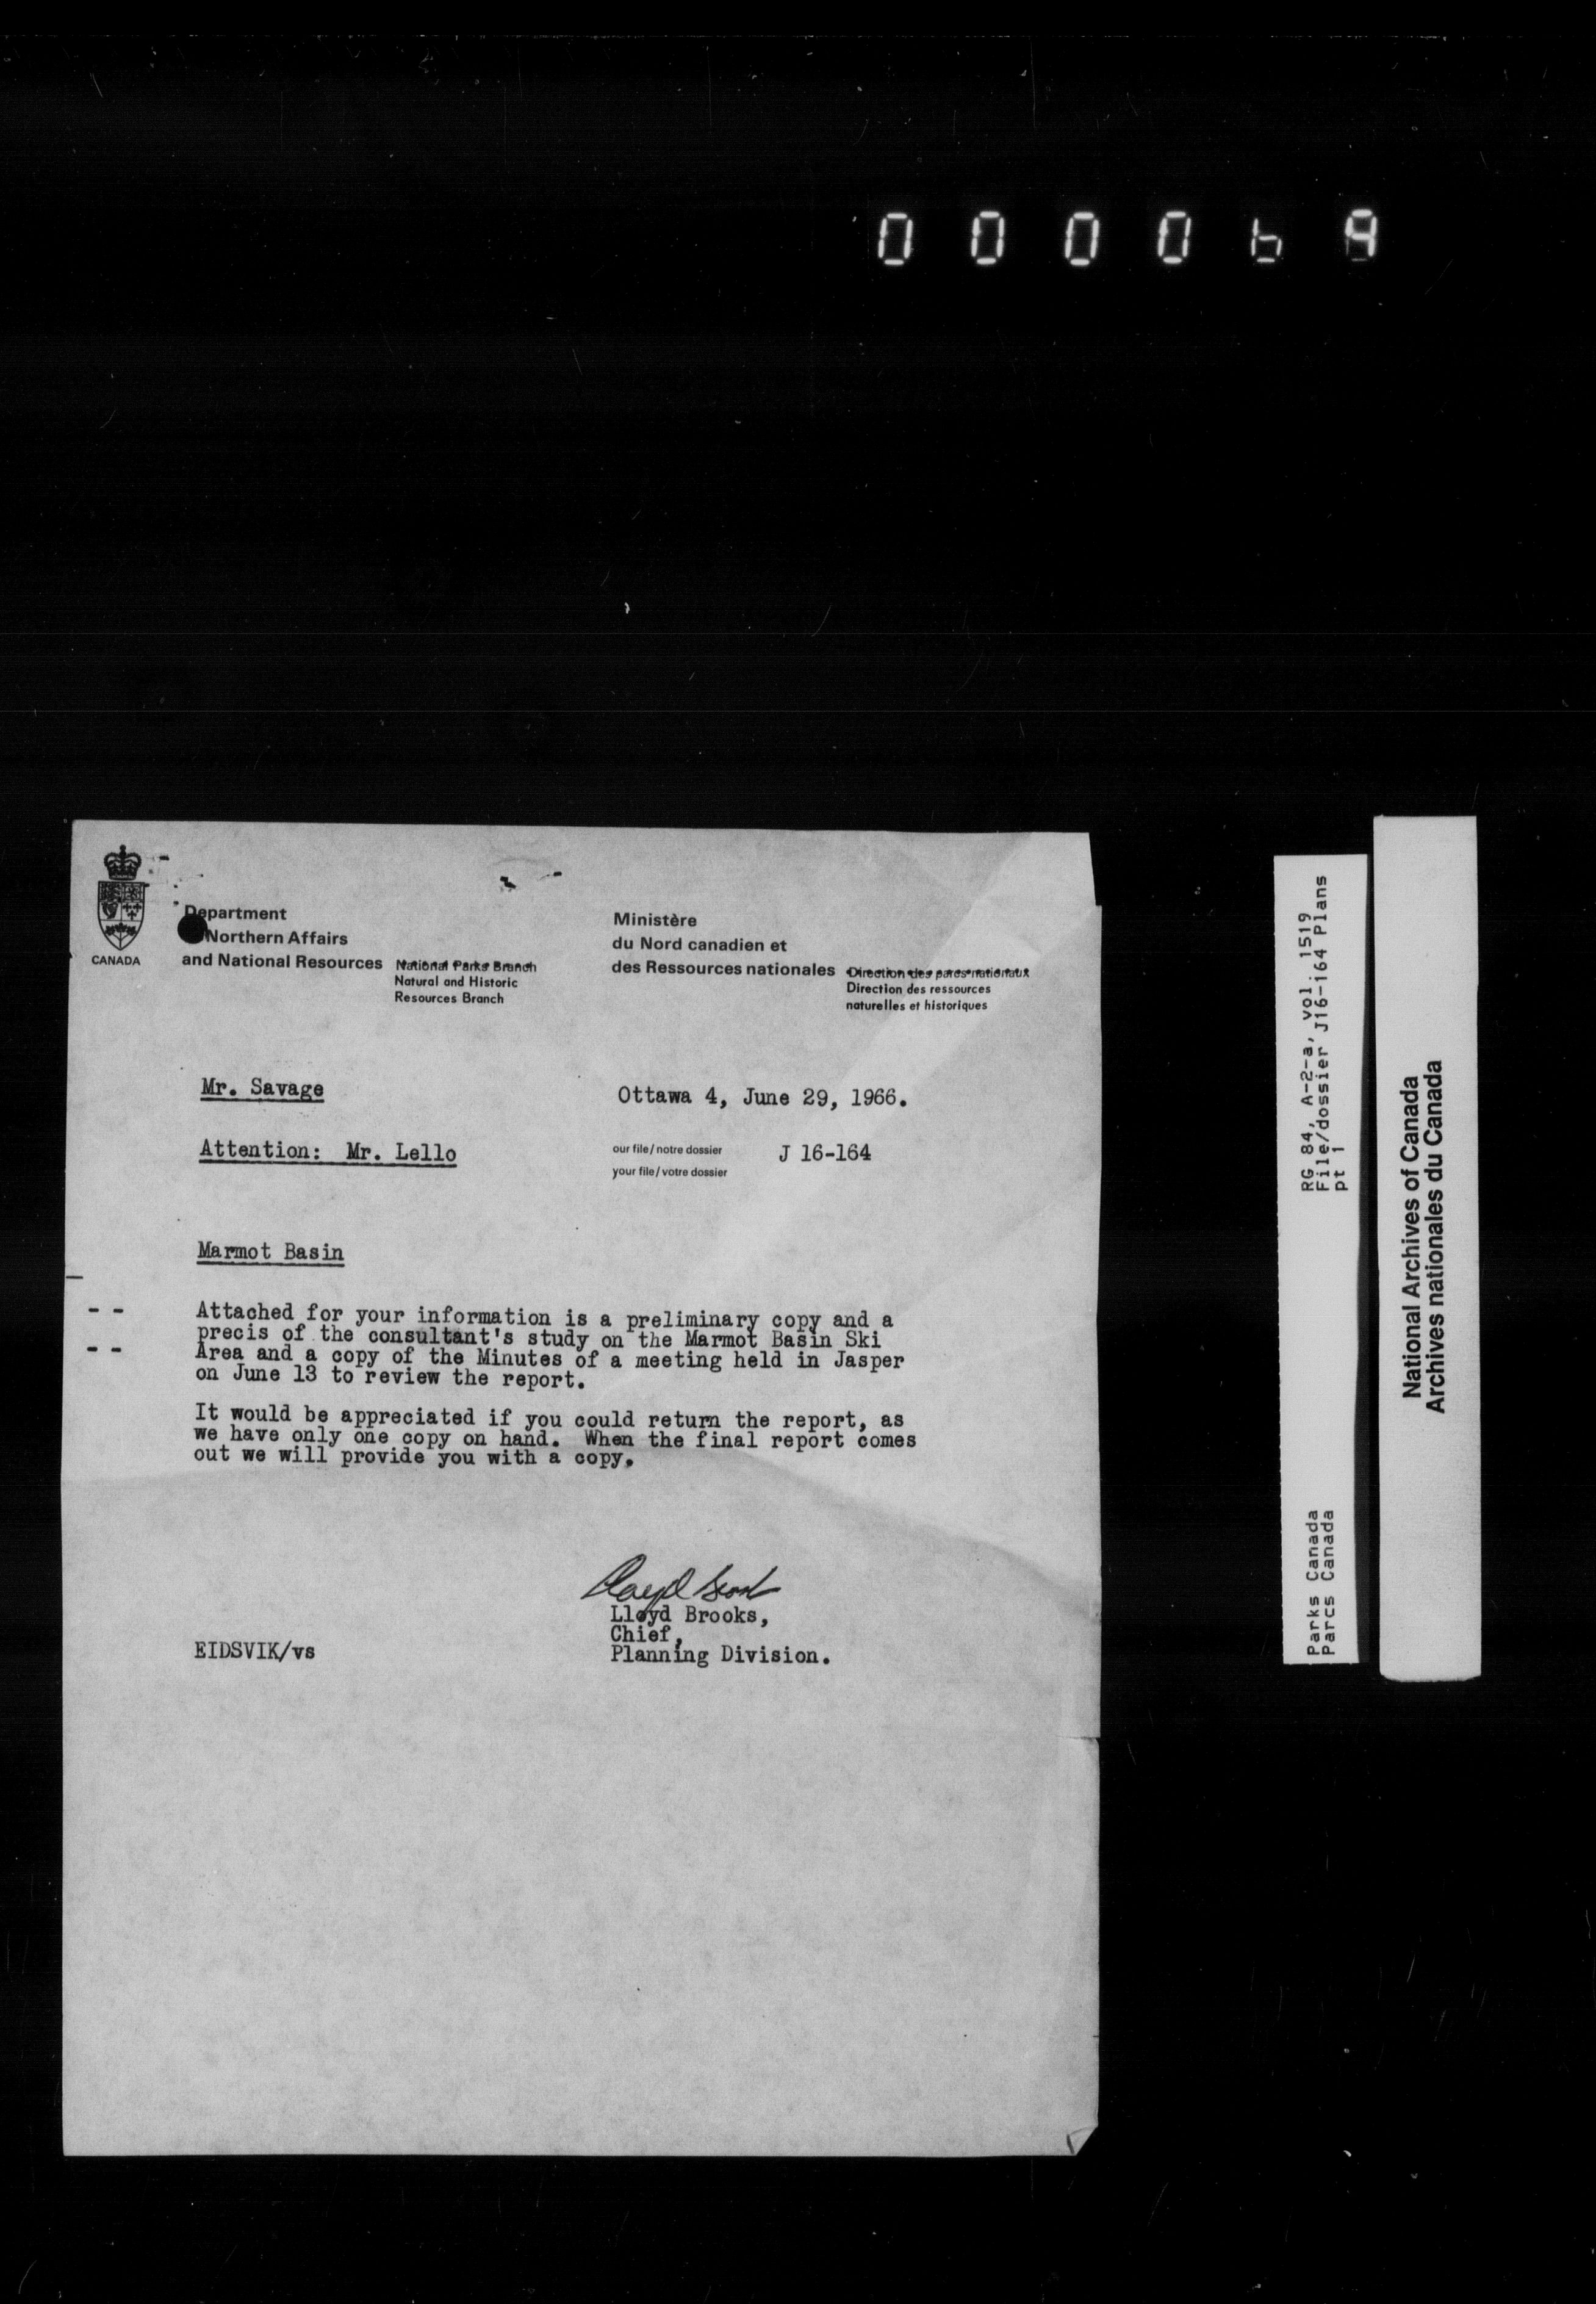 000069
CANADA
Department
Northern Affairs
and National Resources
National Parks Branch
Natural and Historic
Resources Branch
Ministère
du Nord canadien et
des Ressources nationales
Direction des parcs nationaux
Direction des ressources
naturelles et historiques
Mr. Savage
Ottawa 4, June 29, 1966.
Attention: Mr. Lello
our file/notre dossier J 16-164
your file/votre dossier
Marmot Basin
Attached for your information is a preliminary copy and a
precis of the consultant's study on the Marmot Basin Ski
Area and a copy of the Minutes of a meeting held in Jasper
on June 13 to review the report.
It would be appreciated if you could return the report, as
we have only one copy on hand. When the final report comes
out we will provide you with a copy.
Lloyd Brooks,
Chief,
Planning Division.
EIDSVIK/vs
RG 84, A-2-a, vol. 1519
File/dossier J16-164 Plans
pt 1
Parks Canada
Parcs Canada
National Archives of Canada
Archives nationales du Canada